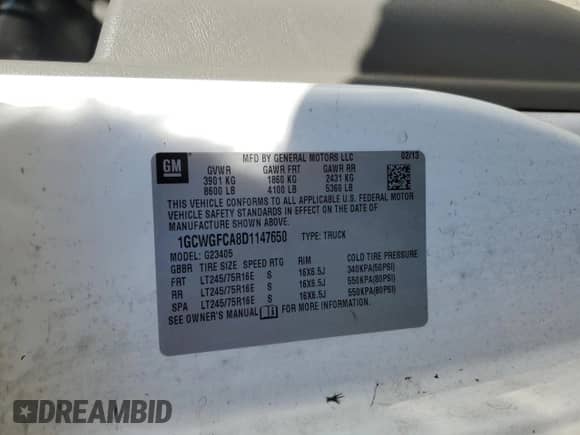 GM
MFD BY GENERAL MOTORS LLC 02/13
GVWR GAWR FRT GAWR RR
3901 KG 1860 KG 2431 KG
8600 LB 4100 LB 5360 LB
THIS VEHICLE CONFORMS TO ALL APPLICABLE U.S. FEDERAL MOTOR
VEHICLE SAFETY STANDARDS IN EFFECT ON THE DATE OF
MANUFACTURE SHOWN ABOVE.
1GCWGFCA8D1147650 TYPE: TRUCK
MODEL: G23405
GBBR TIRE SIZE SPEED RTG RIM COLD TIRE PRESSURE
FRT LT245/75R16E S 16X6.5J 340KPA(50PSI)
RR LT245/75R16E S 16X6.5J 550KPA(80PSI)
SPA LT245/75R16E S 16X6.5J 550KPA(80PSI)
SEE OWNER'S MANUAL FOR MORE INFORMATION.
DREAMBID